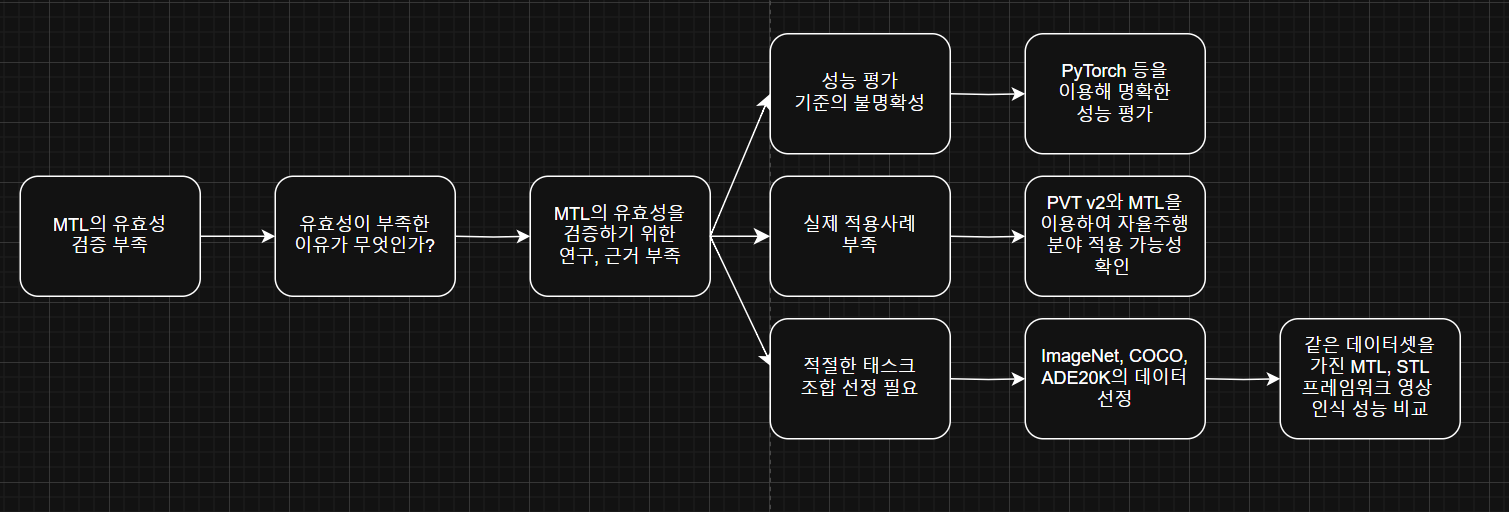 MTL의 유효성
검증 부족
유효성이 부족한
이유가 무엇인가?
MTL의 유효성을
검증하기 위한
연구, 근거 부족
성능 평가
기준의 불명확성
PyTorch 등을
이용해 명확한
성능 평가
실제 적용사례
부족
PVT v2와 MTL을
이용하여 자율주행
분야 적용 가능성
확인
적절한 태스크
조합 선정 필요
ImageNet, COCO,
ADE20K의 데이터
선정
같은 데이터셋을
가진 MTL, STL
프레임워크 영상
인식 성능 비교